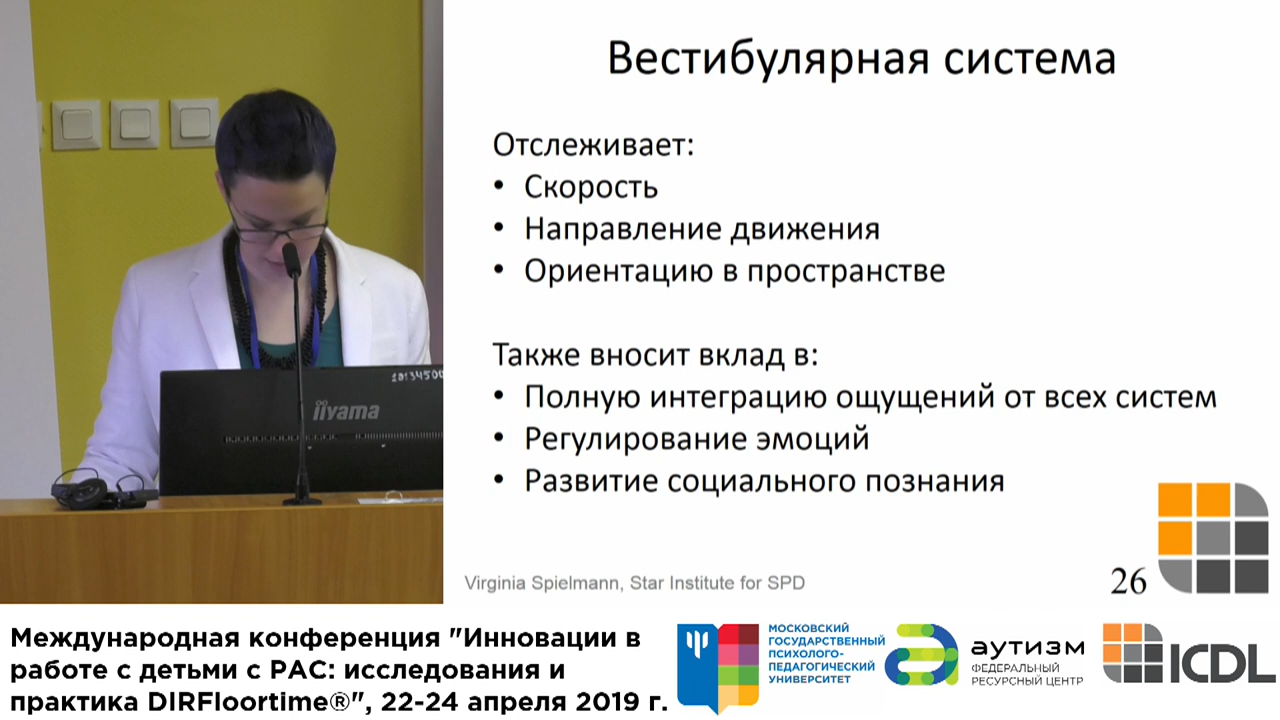 Вестибулярная система
Отслеживает:
• Скорость
• Направление движения
• Ориентацию в пространстве
Также вносит вклад в:
• Полную интеграцию ощущений от всех систем
• Регулирование эмоций
• Развитие социального познания
Virginia Spielmann, Star Institute for SPD
26
iiyama
Международная конференция "Инновации в
работе с детьми с РАС: исследования и
практика DIRFloortime®", 22-24 апреля 2019 г.
МОСКОВСКИЙ
ГОСУДАРСТВЕННЫЙ
ПСИХОЛОГО-
ПЕДАГОГИЧЕСКИЙ
УНИВЕРСИТЕТ
аутизм
ФЕДЕРАЛЬНЫЙ
РЕСУРСНЫЙ ЦЕНТР
ICDL